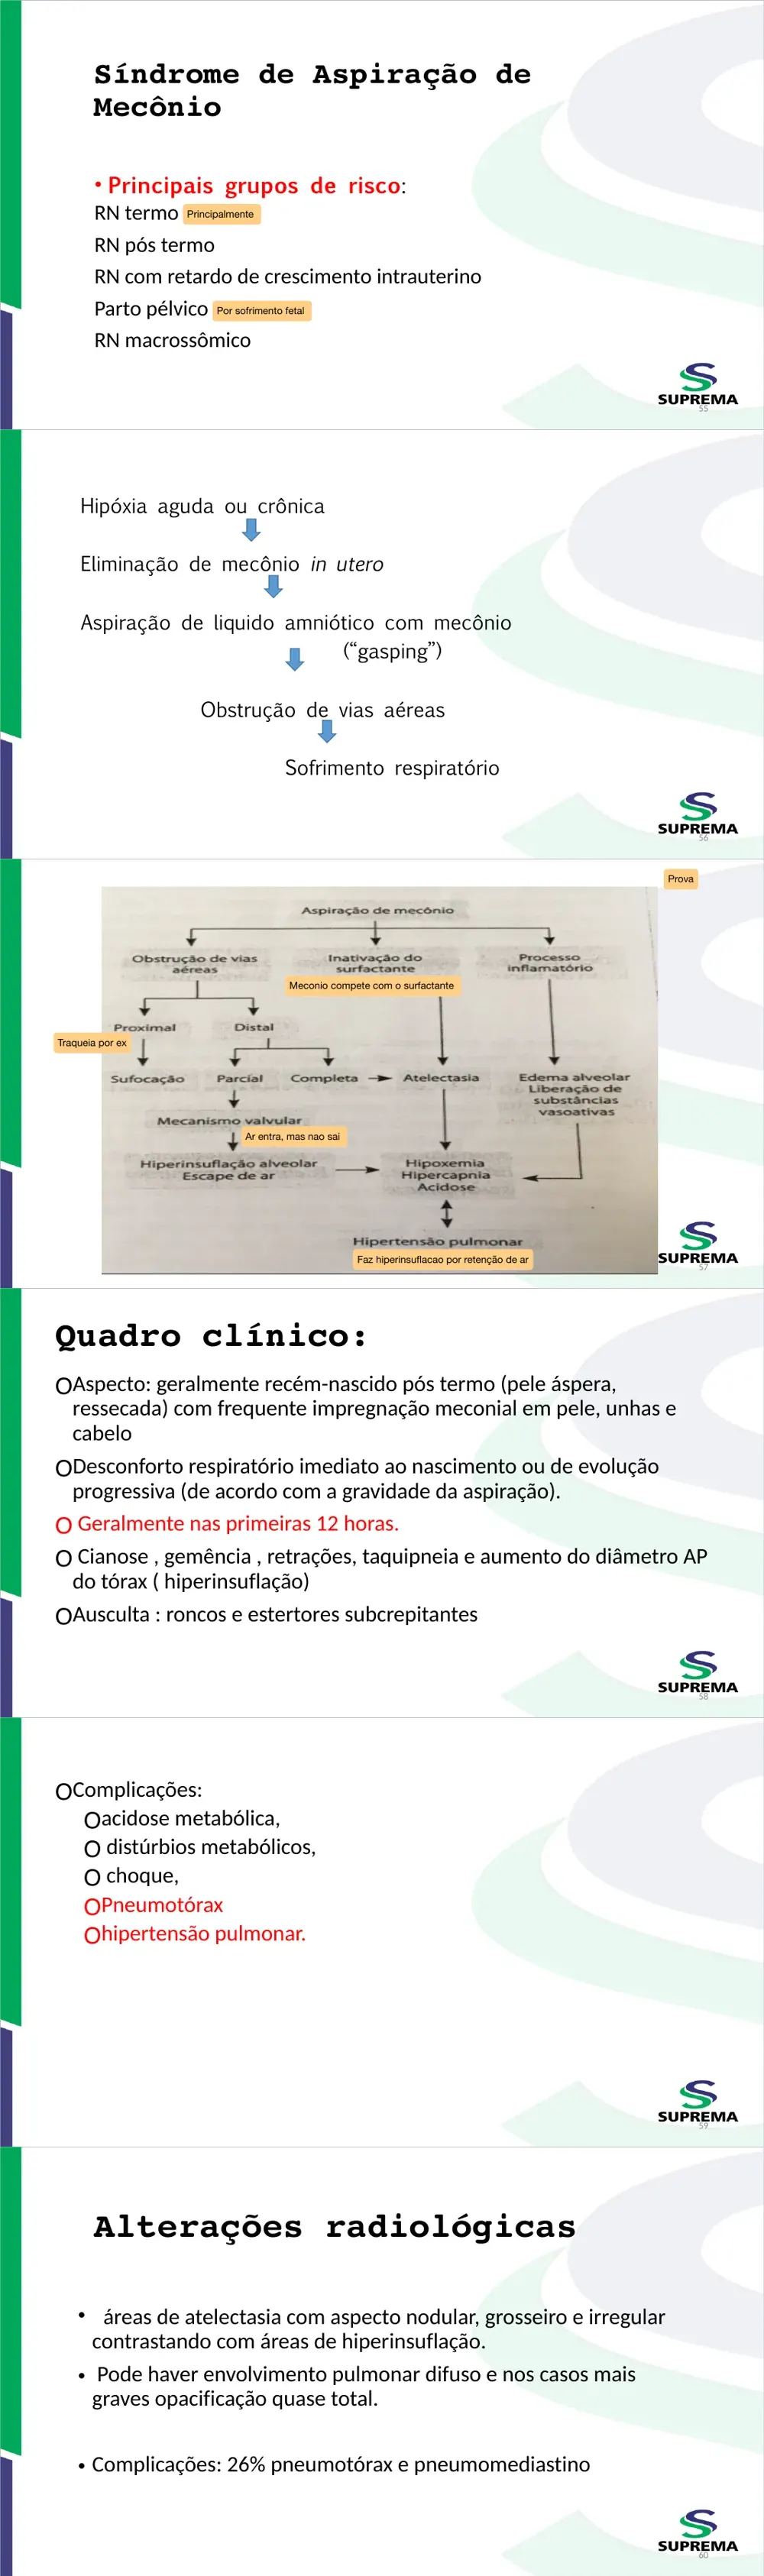 Síndrome de Aspiração de
Mecônio
• Principais grupos de risco:
RN termo Principalmente
RN pós termo
RN com retardo de crescimento intrauterino
Parto pélvico Por sofrimento fetal
RN macrossômico
SUPREMA
55
Hipóxia aguda ou crônica
Eliminação de mecônio in utero
Aspiração de liquido amniótico com mecônio
(“gasping”)
Obstrução de vias aéreas
Sofrimento respiratório
SUPREMA
56
Prova
Aspiração de mecônio
Obstrução de vias
aéreas
Inativação do
surfactante
Processo
inflamatório
Meconio compete com o surfactante
Proximal
Distal
Traqueia por ex
Sufocação
Parcial
Completa
Atelectasia
Edema alveolar
Liberação de
substâncias
vasoativas
Mecanismo valvular
Ar entra, mas nao sai
Hiperinsuflação alveolar
Escape de ar
Hipoxemia
Hipercapnia
Acidose
Hipertensão pulmonar
Faz hiperinsuflacao por retenção de ar
SUPREMA
57
Quadro clínico:
OAspecto: geralmente recém-nascido pós termo (pele áspera,
ressecada) com frequente impregnação meconial em pele, unhas e
cabelo
ODesconforto respiratório imediato ao nascimento ou de evolução
progressiva (de acordo com a gravidade da aspiração).
O Geralmente nas primeiras 12 horas.
O Cianose , gemência , retrações, taquipneia e aumento do diâmetro AP
do tórax ( hiperinsuflação)
OAusculta : roncos e estertores subcrepitantes
SUPREMA
58
OComplicações:
Oacidose metabólica,
O distúrbios metabólicos,
O choque,
OPneumotórax
Ohipertensão pulmonar.
SUPREMA
59
Alterações radiológicas
• áreas de atelectasia com aspecto nodular, grosseiro e irregular
contrastando com áreas de hiperinsuflação.
• Pode haver envolvimento pulmonar difuso e nos casos mais
graves opacificação quase total.
• Complicações: 26% pneumotórax e pneumomediastino
SUPREMA
60